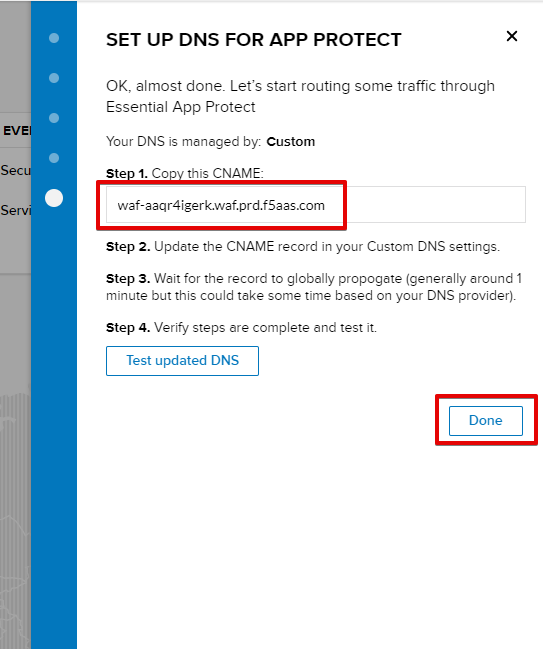 SET UP DNS FOR APP PROTECT
OK, almost done. Let's start routing some traffic through
Essential App Protect
Your DNS is managed by: Custom
Step 1. Copy this CNAME:
waf-aaqr4igerk.waf.prd.f5aas.com
Step 2. Update the CNAME record in your Custom DNS settings.
Step 3. Wait for the record to globally propogate (generally around 1
minute but this could take some time based on your DNS provider).
Step 4. Verify steps are complete and test it.
Test updated DNS
Done
EVE
Secu
Servi